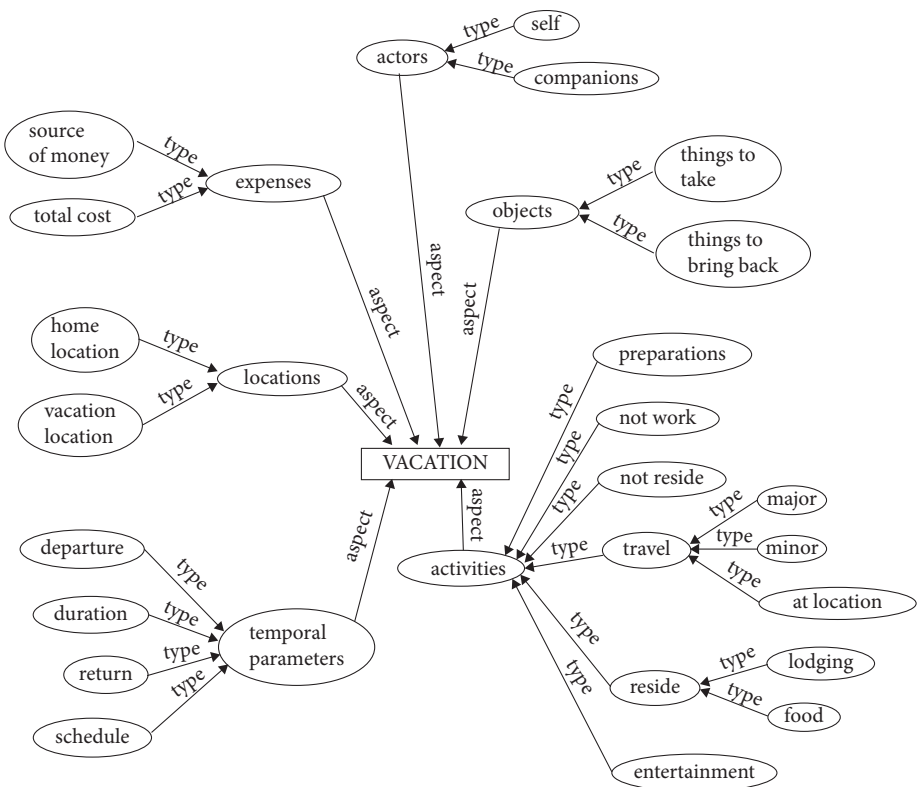 type
self
actors
type
companions
source
of money
type
expenses
type
total cost
things to
take
type
objects
type
things to
bring back
aspect
aspect
aspect
home
location
type
locations
type
vacation
location
aspect
preparations
type
not work
type
not reside
type
VACATION
aspect
aspect
departure
type
duration
type
return
type
schedule
type
temporal
parameters
activities
type
travel
type
major
type
minor
type
at location
type
reside
type
lodging
type
food
type
entertainment